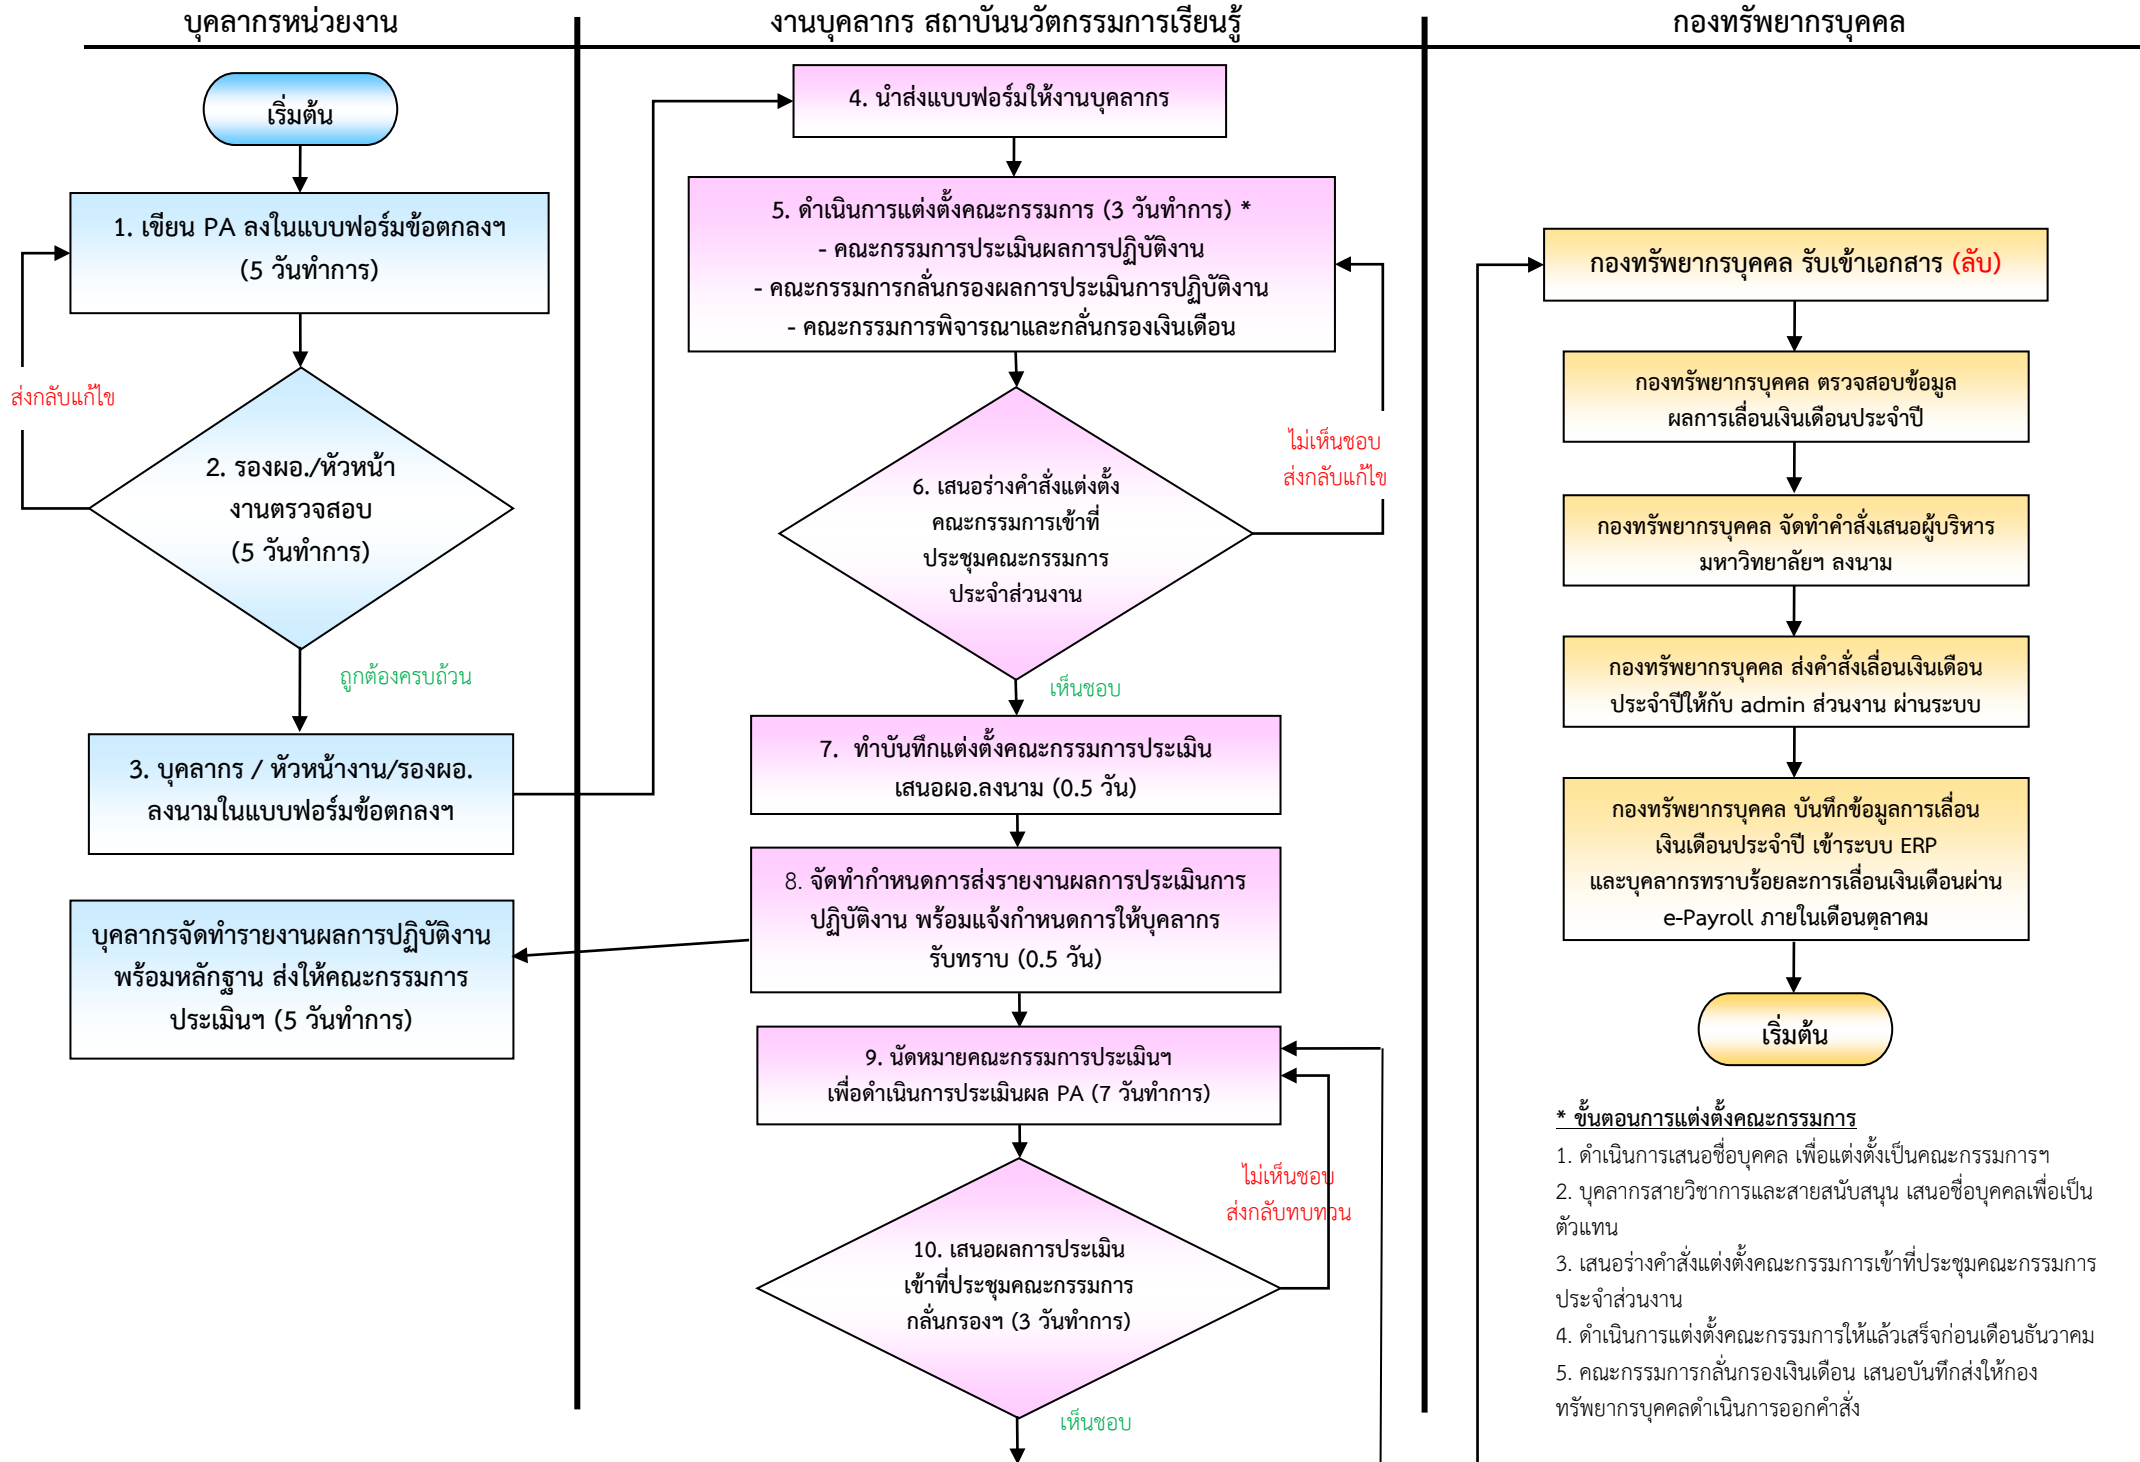 บุคลากรหน่วยงาน
งานบุคลากร สถาบันนวัตกรรมการเรียนรู้
กองทรัพยากรบุคคล
เริ่มต้น
1. เขียน PA ลงในแบบฟอร์มข้อตกลงฯ
(5 วันทำการ)
ส่งกลับแก้ไข
2. รองผอ./หัวหน้า
งานตรวจสอบ
(5 วันทำการ)
ถูกต้องครบถ้วน
3. บุคลากร / หัวหน้างาน/รองผอ.
ลงนามในแบบฟอร์มข้อตกลงฯ
บุคลากรจัดทำรายงานผลการปฏิบัติงาน
พร้อมหลักฐาน ส่งให้คณะกรรมการ
ประเมินฯ (5 วันทำการ)
4. นำส่งแบบฟอร์มให้งานบุคลากร
5. ดำเนินการแต่งตั้งคณะกรรมการ (3 วันทำการ) *
- คณะกรรมการประเมินผลการปฏิบัติงาน
- คณะกรรมการกลั่นกรองผลการประเมินการปฏิบัติงาน
- คณะกรรมการพิจารณาและกลั่นกรองเงินเดือน
ไม่เห็นชอบ
ส่งกลับแก้ไข
6. เสนอร่างคำสั่งแต่งตั้ง
คณะกรรมการเข้าที่
ประชุมคณะกรรมการ
ประจำส่วนงาน
เห็นชอบ
7. ทำบันทึกแต่งตั้งคณะกรรมการประเมิน
เสนอผอ.ลงนาม (0.5 วัน)
8. จัดทำกำหนดการส่งรายงานผลการประเมินการ
ปฏิบัติงาน พร้อมแจ้งกำหนดการให้บุคลากร
รับทราบ (0.5 วัน)
9. นัดหมายคณะกรรมการประเมินฯ
เพื่อดำเนินการประเมินผล PA (7 วันทำการ)
ไม่เห็นชอบ
ส่งกลับทบทวน
10. เสนอผลการประเมิน
เข้าที่ประชุมคณะกรรมการ
กลั่นกรองฯ (3 วันทำการ)
เห็นชอบ
กองทรัพยากรบุคคล รับเข้าเอกสาร (ลับ)
กองทรัพยากรบุคคล ตรวจสอบข้อมูล
ผลการเลื่อนเงินเดือนประจำปี
กองทรัพยากรบุคคล จัดทำคำสั่งเสนอผู้บริหาร
มหาวิทยาลัยฯ ลงนาม
กองทรัพยากรบุคคล ส่งคำสั่งเลื่อนเงินเดือน
ประจำปีให้กับ admin ส่วนงาน ผ่านระบบ
กองทรัพยากรบุคคล บันทึกข้อมูลการเลื่อน
เงินเดือนประจำปี เข้าระบบ ERP
และบุคลากรทราบร้อยละการเลื่อนเงินเดือนผ่าน
e-Payroll ภายในเดือนตุลาคม
เริ่มต้น
* ขั้นตอนการแต่งตั้งคณะกรรมการ
1. ดำเนินการเสนอชื่อบุคคล เพื่อแต่งตั้งเป็นคณะกรรมการฯ
2. บุคลากรสายวิชาการและสายสนับสนุน เสนอชื่อบุคคลเพื่อเป็น
ตัวแทน
3. เสนอร่างคำสั่งแต่งตั้งคณะกรรมการเข้าที่ประชุมคณะกรรมการ
ประจำส่วนงาน
4. ดำเนินการแต่งตั้งคณะกรรมการให้แล้วเสร็จก่อนเดือนธันวาคม
5. คณะกรรมการกลั่นกรองเงินเดือน เสนอบันทึกส่งให้กอง
ทรัพยากรบุคคลดำเนินการออกคำสั่ง